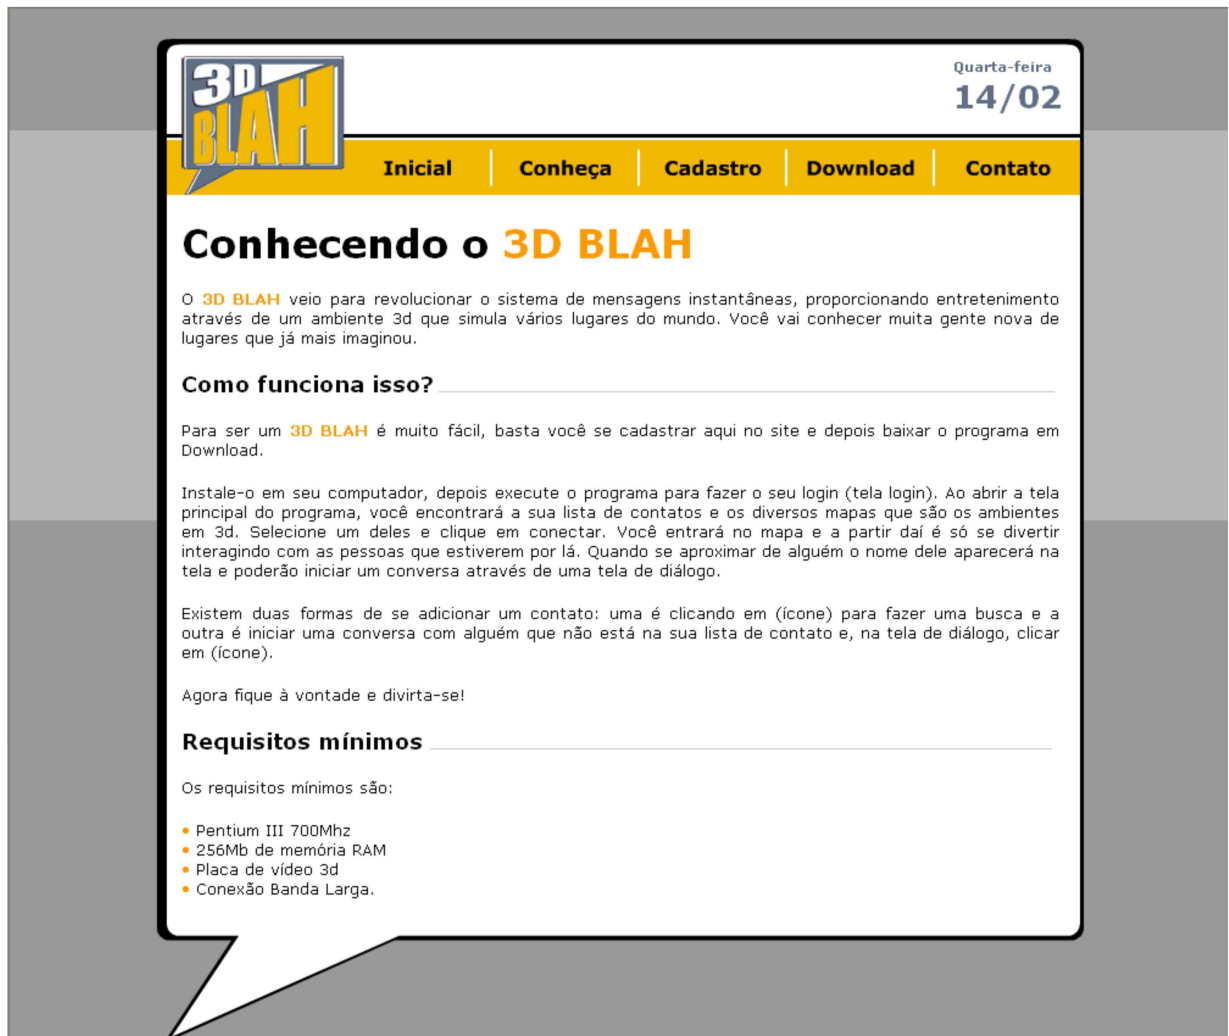 3D
BLAH
Quarta-feira
14/02
Inicial Conheça Cadastro Download Contato
Conhecendo o 3D BLAH
O 3D BLAH veio para revolucionar o sistema de mensagens instantâneas, proporcionando entretenimento
através de um ambiente 3d que simula vários lugares do mundo. Você vai conhecer muita gente nova de
lugares que já mais imaginou.
Como funciona isso?
Para ser um 3D BLAH é muito fácil, basta você se cadastrar aqui no site e depois baixar o programa em
Download.
Instale-o em seu computador, depois execute o programa para fazer o seu login (tela login). Ao abrir a tela
principal do programa, você encontrará a sua lista de contatos e os diversos mapas que são os ambientes
em 3d. Selecione um deles e clique em conectar. Você entrará no mapa e a partir daí é só se divertir
interagindo com as pessoas que estiverem por lá. Quando se aproximar de alguém o nome dele aparecerá na
tela e poderão iniciar um conversa através de uma tela de diálogo.
Existem duas formas de se adicionar um contato: uma é clicando em (ícone) para fazer uma busca e a
outra é iniciar uma conversa com alguém que não está na sua lista de contato e, na tela de diálogo, clicar
em (ícone).
Agora fique à vontade e divirta-se!
Requisitos mínimos
Os requisitos mínimos são:
• Pentium III 700Mhz
• 256Mb de memória RAM
• Placa de vídeo 3d
• Conexão Banda Larga.